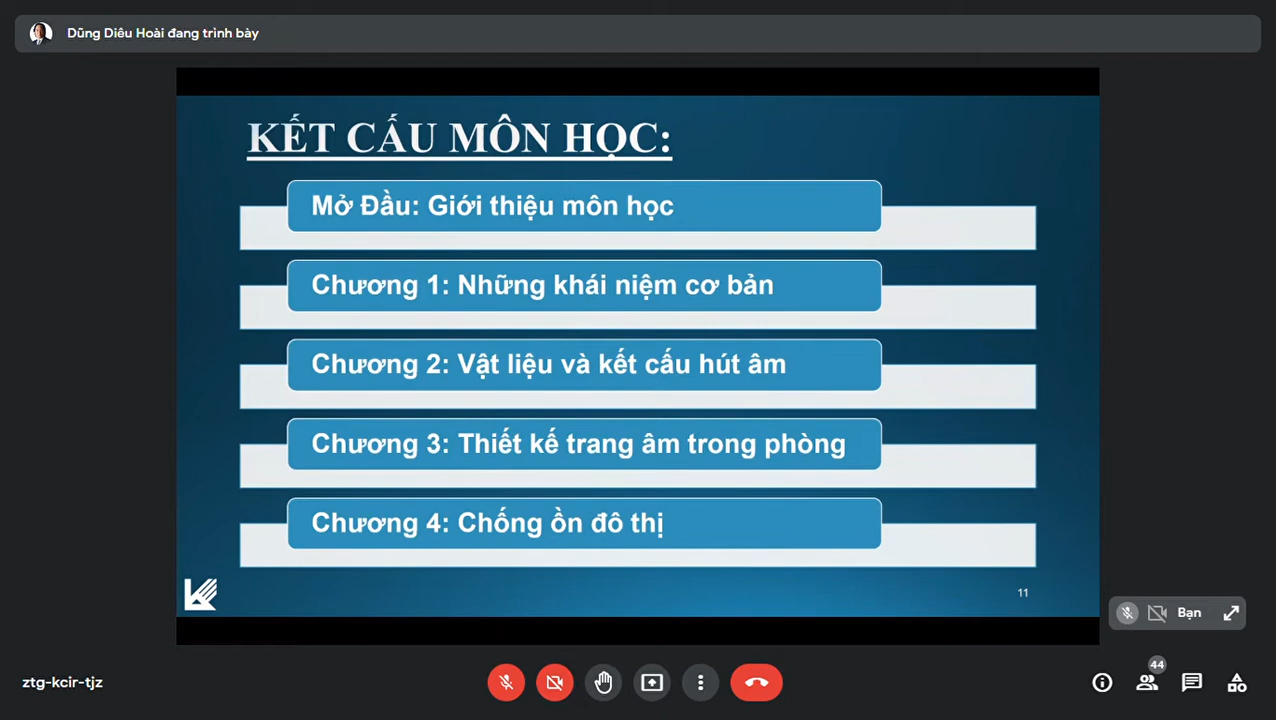 Dũng Diêu Hoài đang trình bày
KẾT CẤU MÔN HỌC:
Mở Đầu: Giới thiệu môn học
Chương 1: Những khái niệm cơ bản
Chương 2: Vật liệu và kết cấu hút âm
Chương 3: Thiết kế trang âm trong phòng
Chương 4: Chống ồn đô thị
11
Bạn
ztg-kcir-tjz
44